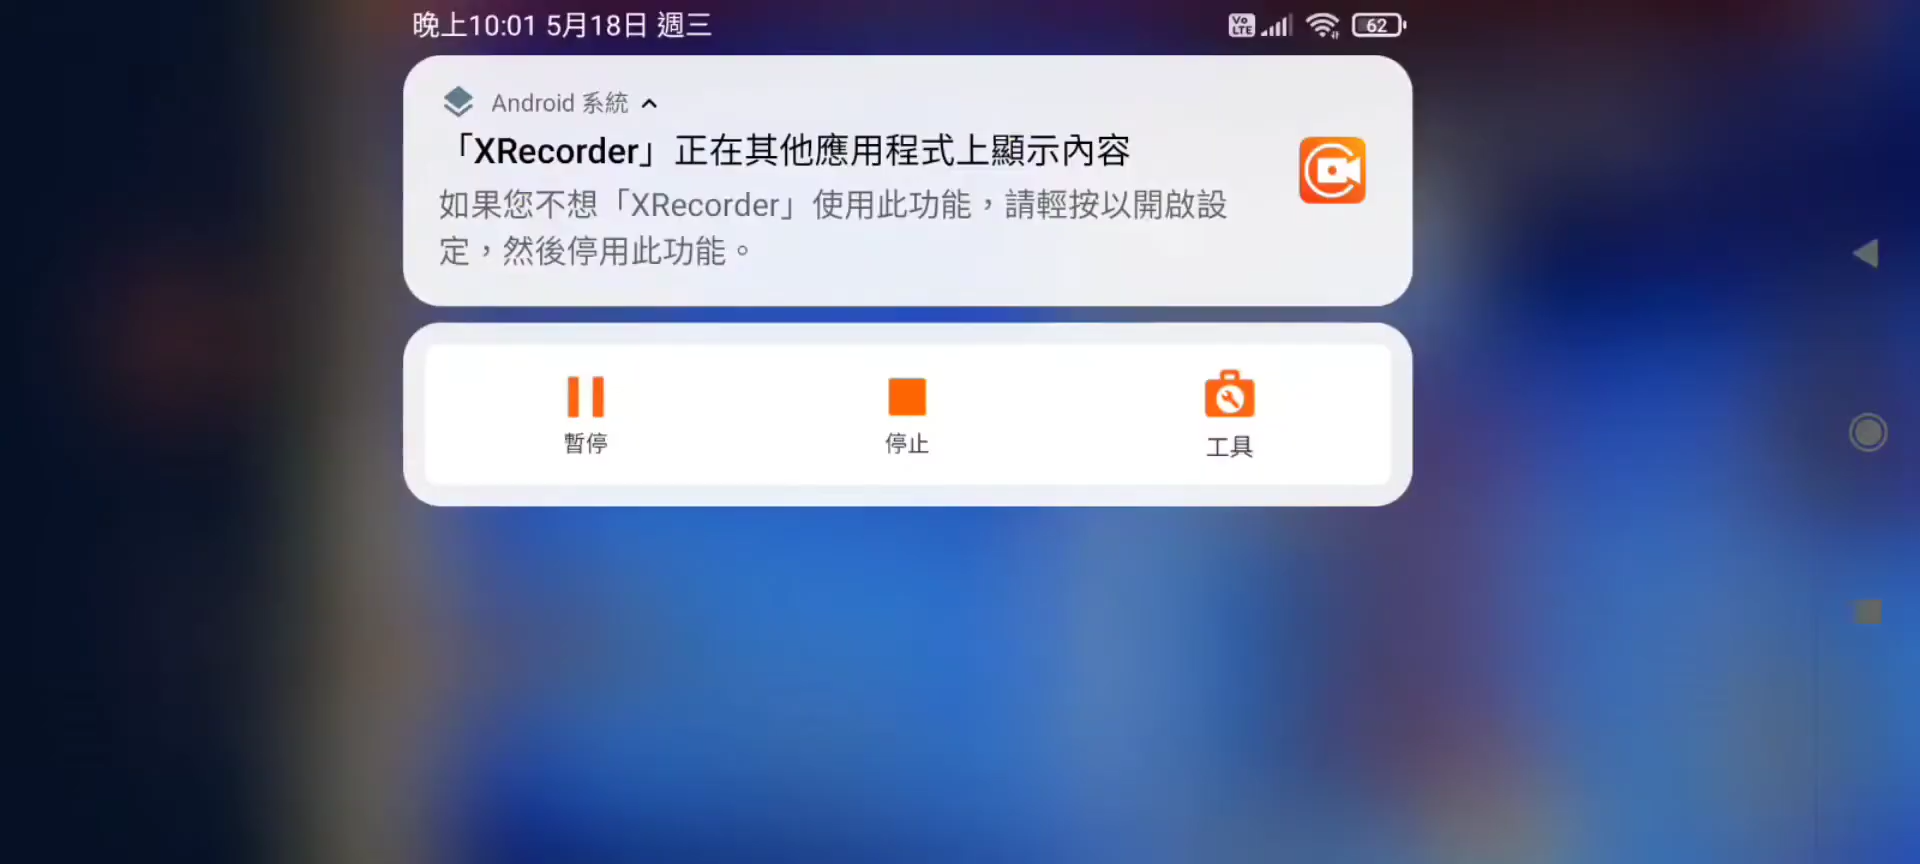 晚上10:01 5月18日 週三
Vo LTE
62
Android 系統
「XRecorder」正在其他應用程式上顯示內容
如果您不想「XRecorder」使用此功能，請輕按以開啟設
定，然後停用此功能。
暫停
停止
工具